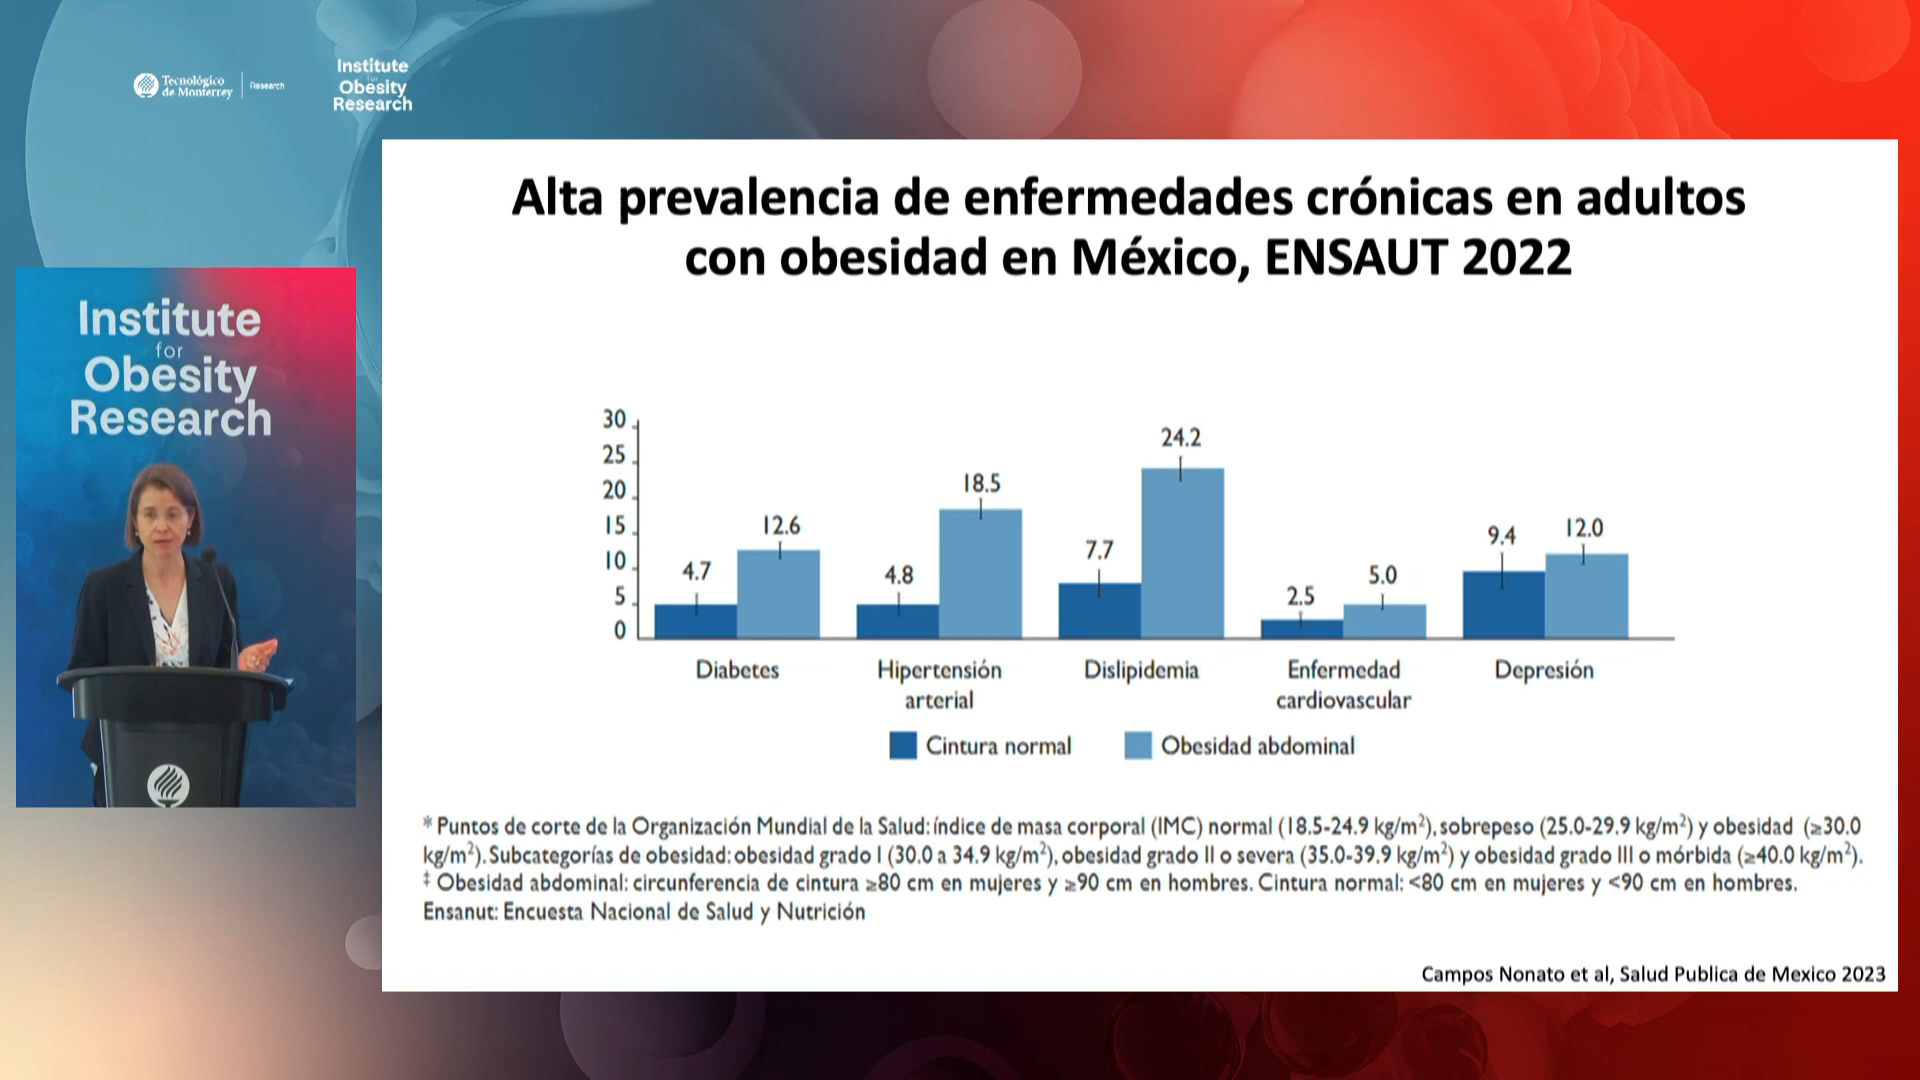 Tecnológico
de Monterrey
Research
Institute
for
Obesity
Research
Institute
for
Obesity
Research
Alta prevalencia de enfermedades crónicas en adultos
con obesidad en México, ENSAUT 2022
30
25
20
15
10
5
0
4.7
12.6
4.8
18.5
7.7
24.2
2.5
5.0
9.4
12.0
Diabetes
Hipertensión
arterial
Dislipidemia
Enfermedad
cardiovascular
Depresión
Cintura normal
Obesidad abdominal
* Puntos de corte de la Organización Mundial de la Salud: índice de masa corporal (IMC) normal (18.5-24.9 kg/m²), sobrepeso (25.0-29.9 kg/m²) y obesidad (≥30.0
kg/m²). Subcategorías de obesidad: obesidad grado I (30.0 a 34.9 kg/m²), obesidad grado II o severa (35.0-39.9 kg/m²) y obesidad grado III o mórbida (≥40.0 kg/m²).
‡ Obesidad abdominal: circunferencia de cintura ≥80 cm en mujeres y ≥90 cm en hombres. Cintura normal: <80 cm en mujeres y <90 cm en hombres.
Ensanut: Encuesta Nacional de Salud y Nutrición
Campos Nonato et al, Salud Publica de Mexico 2023